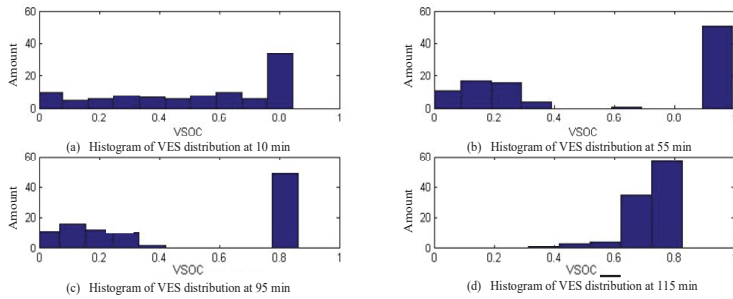 60
40
20
0
Amount
0 0.2 0.4 0.6 0.8 1
VSOC
(a) Histogram of VES distribution at 10 min
60
40
20
0
Amount
0 0.2 0.4 0.6 0.8 1
VSOC
(b) Histogram of VES distribution at 55 min
60
40
20
0
Amount
0 0.2 0.4 0.6 0.8 1
VSOC
(c) Histogram of VES distribution at 95 min
60
40
20
0
Amount
0 0.2 0.4 0.6 0.8 1
VSOC
(d) Histogram of VES distribution at 115 min